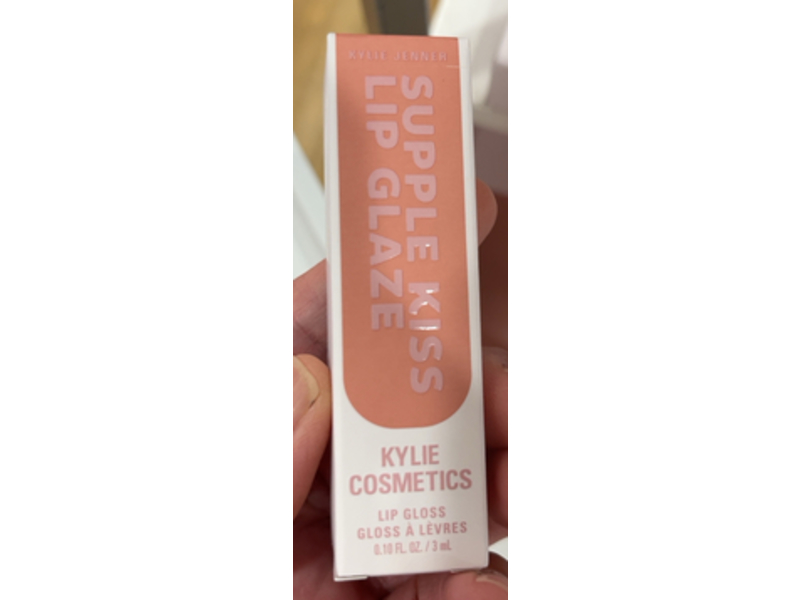 KYLIE JENNER
SUPPLE KISS
LIP GLAZE
KYLIE
COSMETICS
LIP GLOSS
GLOSS À LÈVRES
0.10 FL. OZ. / 3 mL